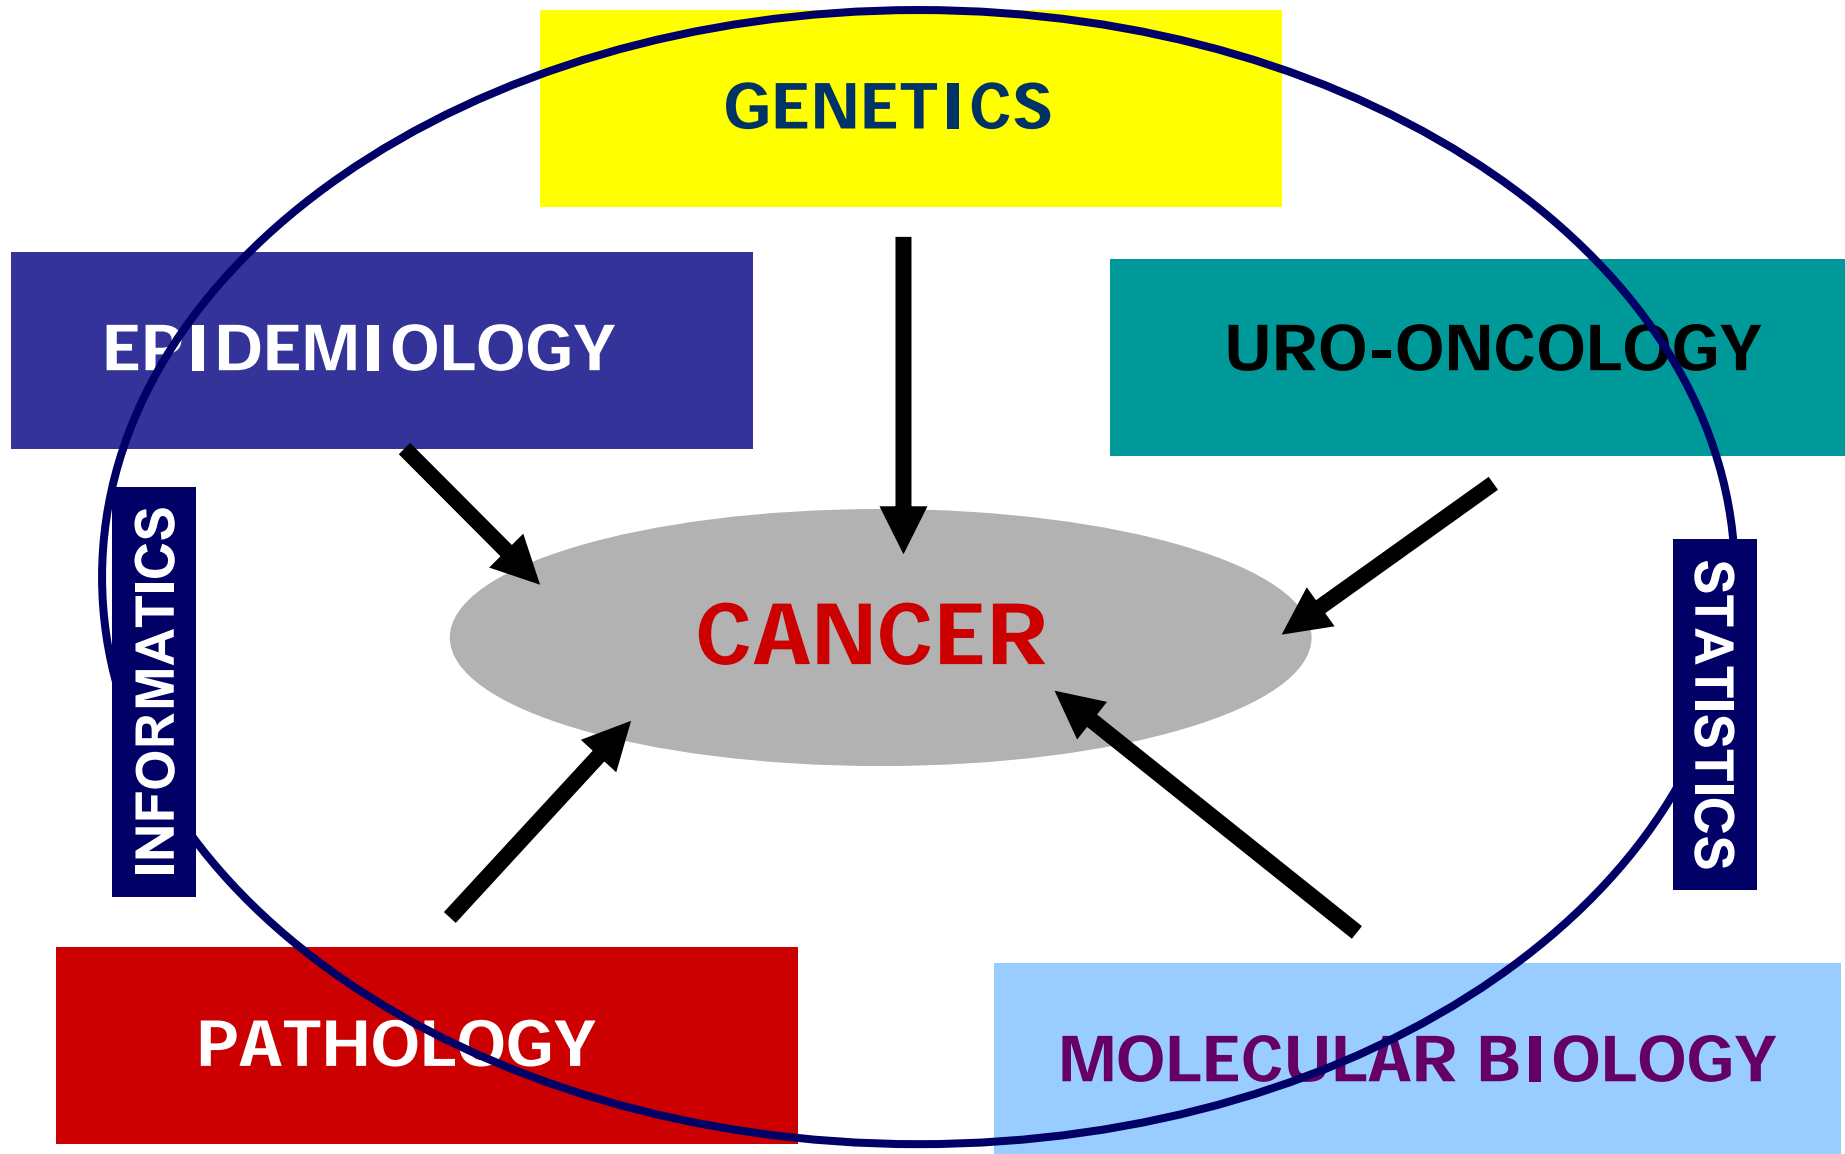 GENETICS
EPIDEMIOLOGY
URO-ONCOLOGY
INFORMATICS
CANCER
STATISTICS
PATHOLOGY
MOLECULAR BIOLOGY